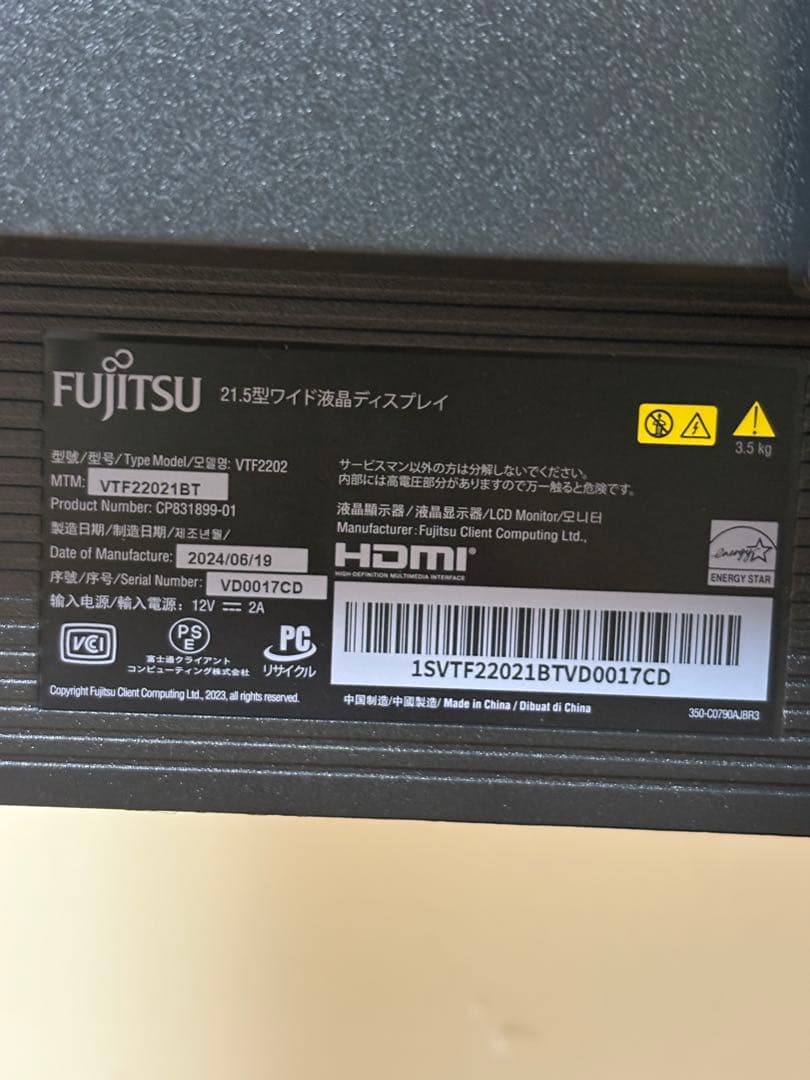 FUJITSU 21.5型ワイド液晶ディスプレイ
3.5 kg
型號/型号/Type Model/모델명: VTF2202
MTM: VTF22021BT
Product Number: CP831899-01
製造日期/制造日期/제조년월/
Date of Manufacture: 2024/06/19
序號/序号/Serial Number: VD0017CD
输入电源/輸入電源: 12V ⎓ 2A
サービスマン以外の方は分解しないでください。
内部には高電圧部分がありますので万一触ると危険です。
液晶顯示器/液晶显示器/LCD Monitor/모니터
Manufacturer: Fujitsu Client Computing Ltd.,
HDMI®
HIGH-DEFINITION MULTIMEDIA INTERFACE
energy
ENERGY STAR
1SVTF22021BTVD0017CD
VCCI
PS
E
富士通クライアント
コンピューティング株式会社
PC
リサイクル
Copyright Fujitsu Client Computing Ltd., 2023, all rights reserved.
中国制造/中國製造/ Made in China / Dibuat di China
350-C0790AJBR3